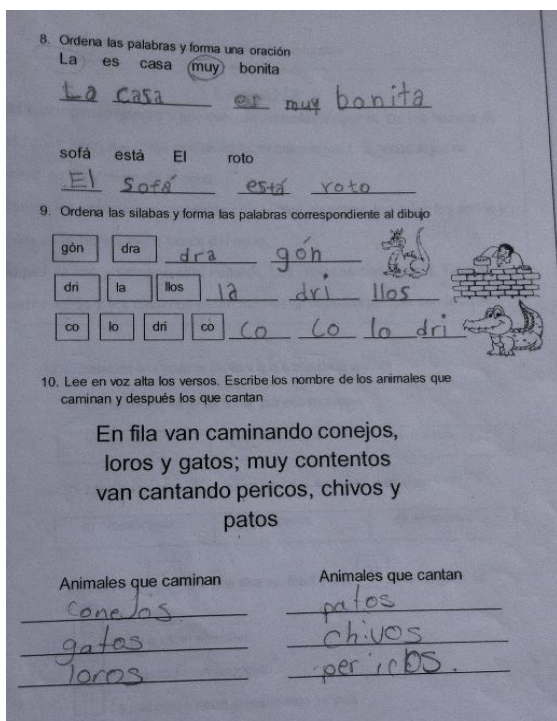 8. Ordena las palabras y forma una oración
La es casa muy bonita
La casa es muy bonita
sofá está El roto
El sofá está roto
9. Ordena las silabas y forma las palabras correspondiente al dibujo
gón dra dra gón
dri la llos la dri llos
co lo dri co co co lo dri
10. Lee en voz alta los versos. Escribe los nombre de los animales que
caminan y después los que cantan
En fila van caminando conejos,
loros y gatos; muy contentos
van cantando pericos, chivos y
patos
Animales que caminan Animales que cantan
conejos patos
gatos chivos
loros pericos.